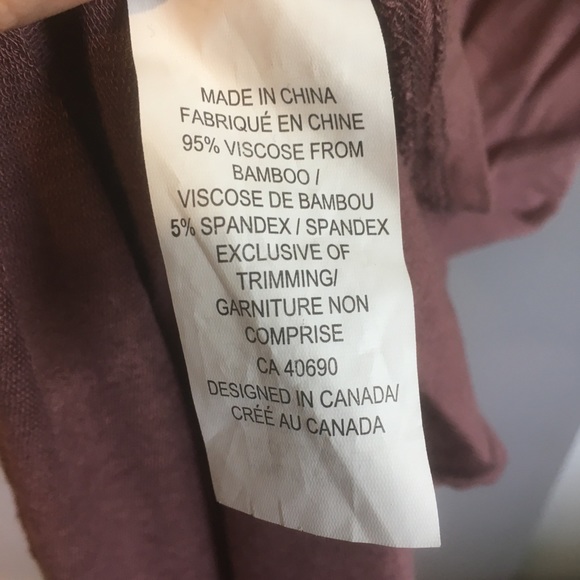 MADE IN CHINA
FABRIQUÉ EN CHINE
95% VISCOSE FROM
BAMBOO /
VISCOSE DE BAMBOU
5% SPANDEX / SPANDEX
EXCLUSIVE OF
TRIMMING/
GARNITURE NON
COMPRISE
CA 40690
DESIGNED IN CANADA/
CRÉÉ AU CANADA